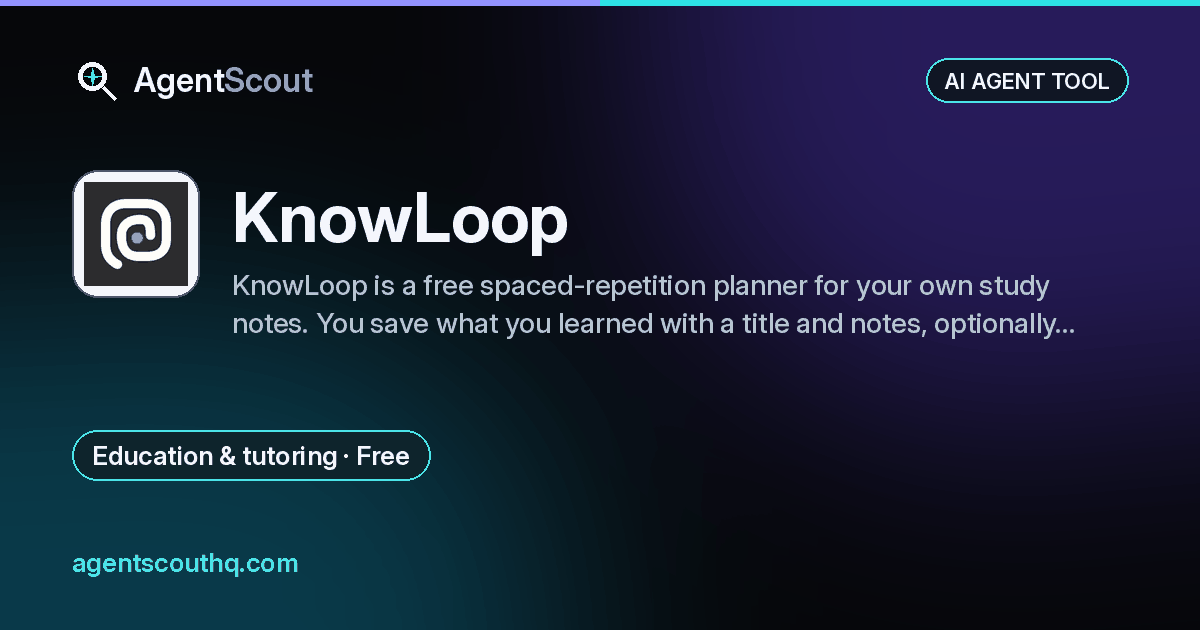 AgentScout
AI AGENT TOOL
KnowLoop
KnowLoop is a free spaced-repetition planner for your own study
notes. You save what you learned with a title and notes, optionally...
Education & tutoring · Free
agentscouthq.com